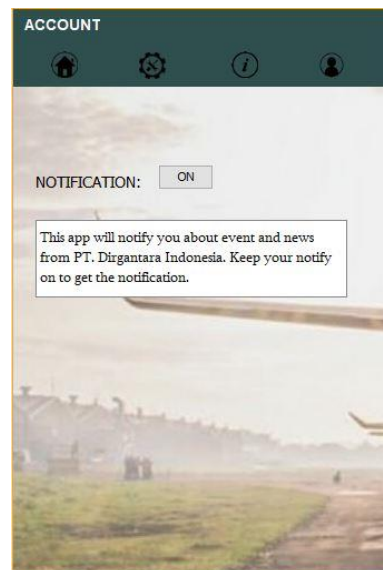 ACCOUNT
i
NOTIFICATION:
ON
This app will notify you about event and news
from PT. Dirgantara Indonesia. Keep your notify
on to get the notification.